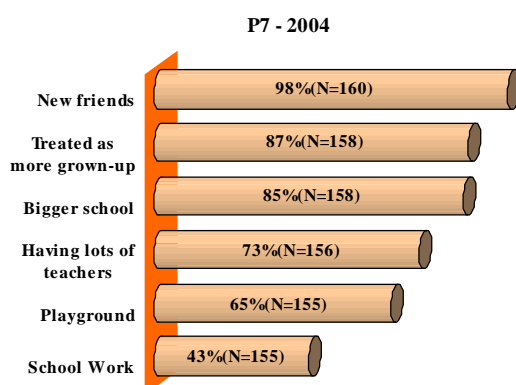 P7 - 2004
New friends
98%(N=160)
Treated as
more grown-up
87%(N=158)
Bigger school
85%(N=158)
Having lots of
teachers
73%(N=156)
Playground
65%(N=155)
School Work
43%(N=155)